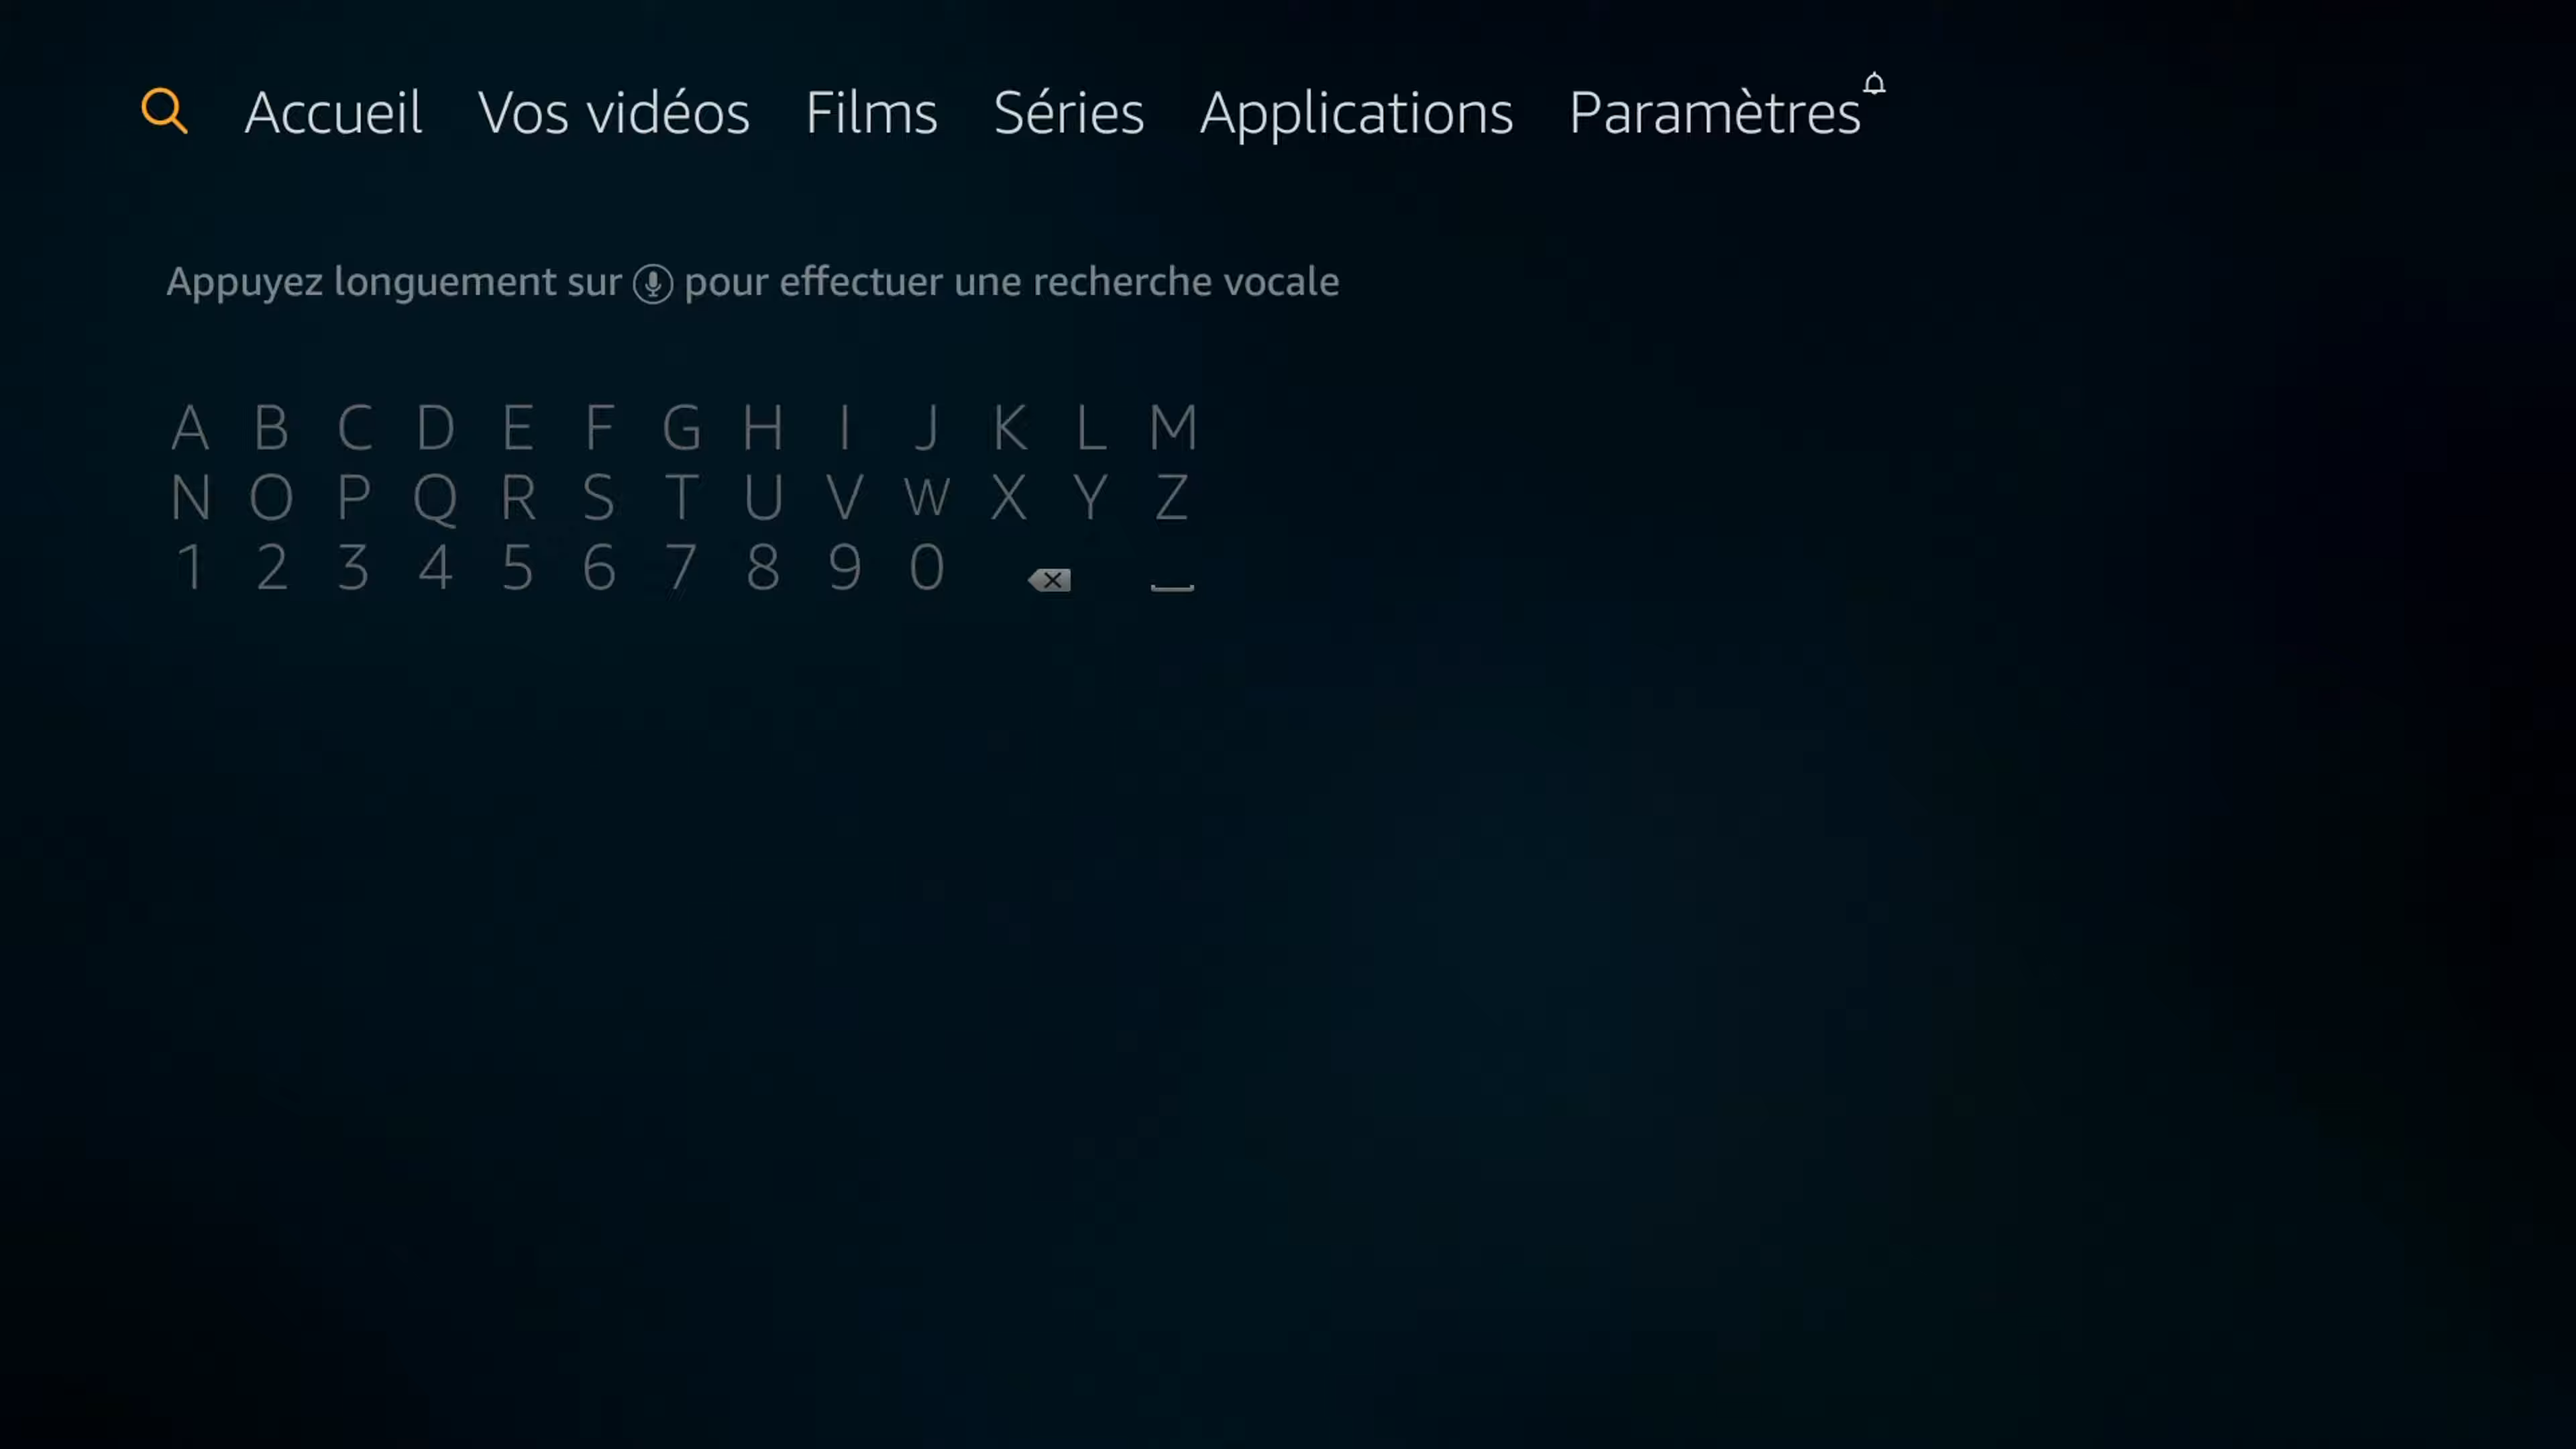 Accueil Vos vidéos Films Séries Applications Paramètres
Appuyez longuement sur pour effectuer une recherche vocale
A B C D E F G H I J K L M
N O P Q R S T U V W X Y Z
1 2 3 4 5 6 7 8 9 0